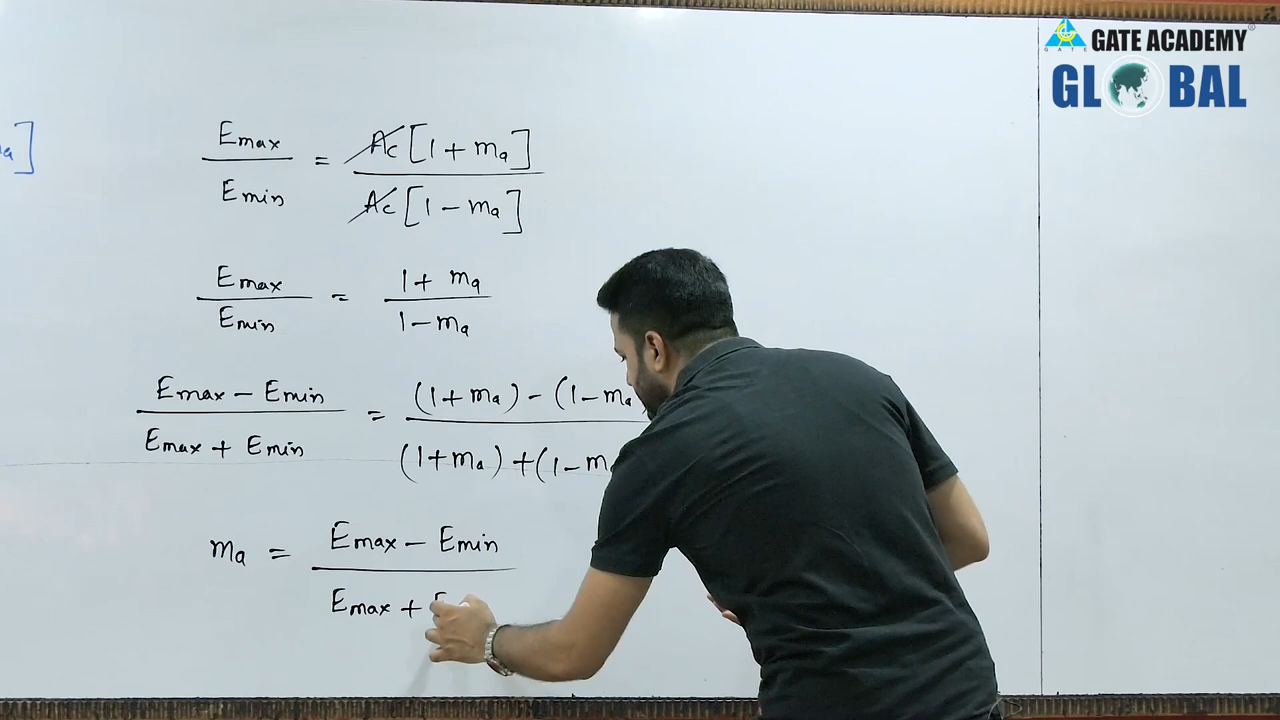 GATE ACADEMY
GATE
GLOBAL
a]
Emax / Emin = Ac[1 + ma] / Ac[1 - ma]
Emax / Emin = 1 + ma / 1 - ma
Emax - Emin / Emax + Emin = (1 + ma) - (1 - ma / (1 + ma) + (1 - m
ma = Emax - Emin / Emax + E